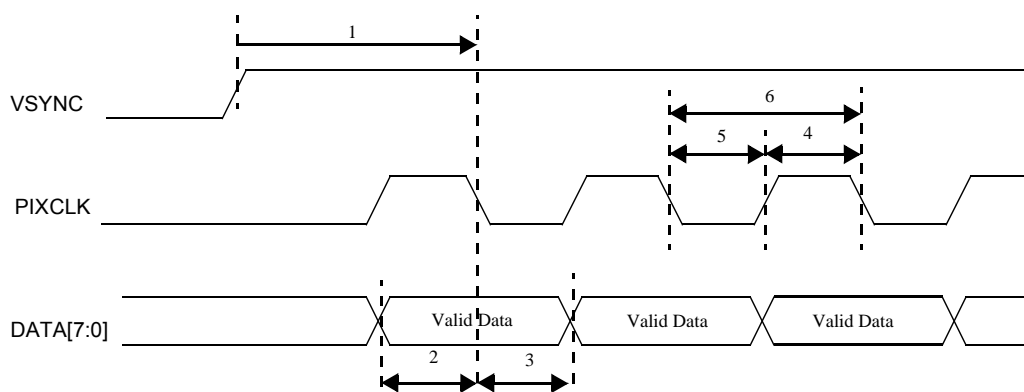 1
VSYNC
6
5 4
PIXCLK
DATA[7:0] Valid Data Valid Data Valid Data
2 3